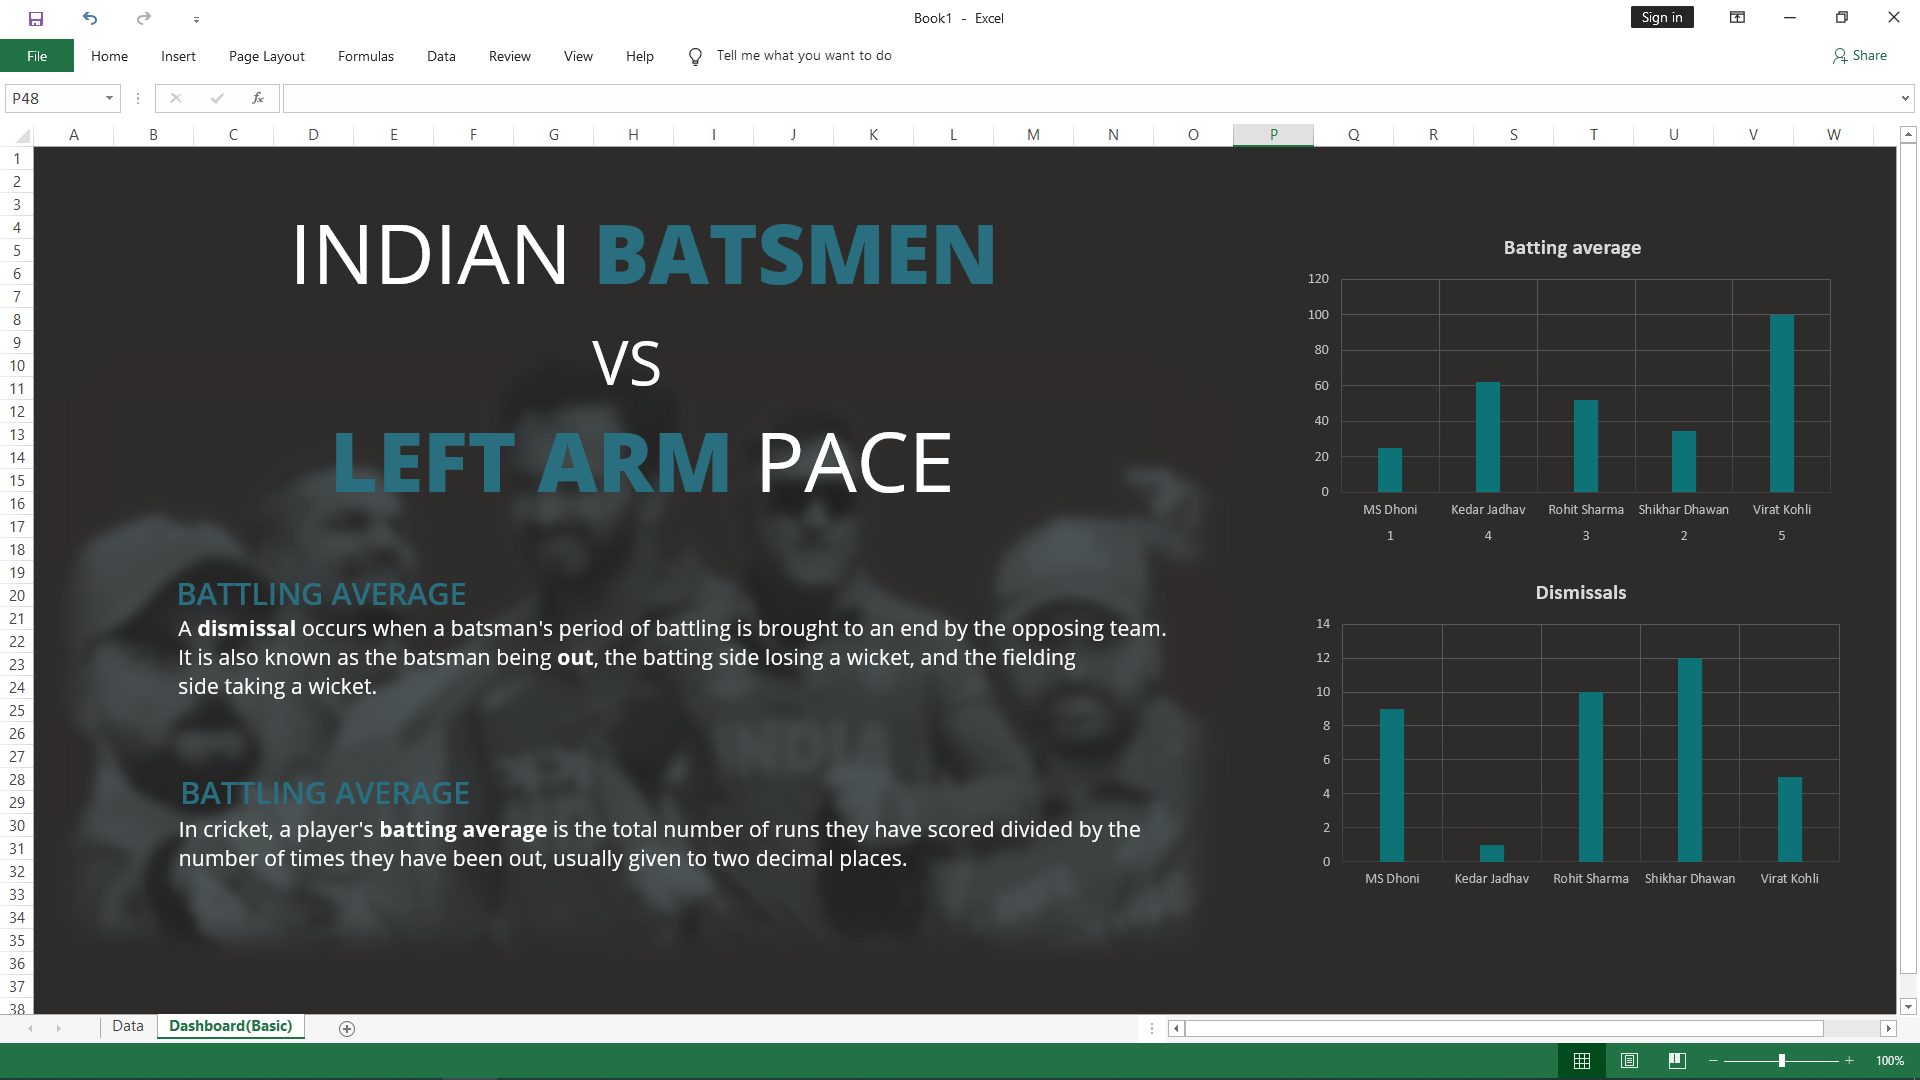 Book1 - Excel
Sign in
File Home Insert Page Layout Formulas Data Review View Help Tell me what you want to do
Share
P48
fx
A B C D E F G H I J K L M N O P Q R S T U V W
1
2
3
4
5
6
7
8
9
10
11
12
13
14
15
16
17
18
19
20
21
22
23
24
25
26
27
28
29
30
31
32
33
34
35
36
37
38
INDIAN BATSMEN
VS
LEFT ARM PACE
BATTLING AVERAGE
A dismissal occurs when a batsman's period of battling is brought to an end by the opposing team.
It is also known as the batsman being out, the batting side losing a wicket, and the fielding
side taking a wicket.
INDIA
BATTLING AVERAGE
In cricket, a player's batting average is the total number of runs they have scored divided by the
number of times they have been out, usually given to two decimal places.
Batting average
120
100
80
60
40
20
0
MS Dhoni Kedar Jadhav Rohit Sharma Shikhar Dhawan Virat Kohli
1 4 3 2 5
Dismissals
14
12
10
8
6
4
2
0
MS Dhoni Kedar Jadhav Rohit Sharma Shikhar Dhawan Virat Kohli
Data Dashboard(Basic)
100%